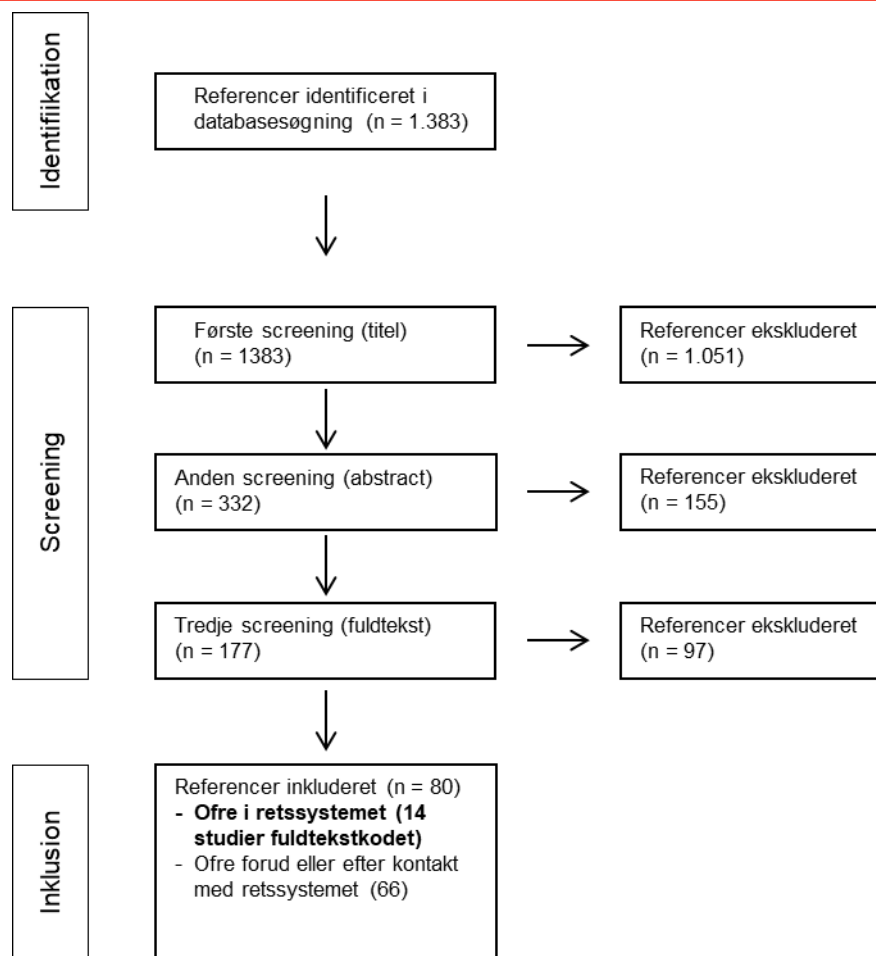 Identifiikation
Referencer identificeret i
databasesøgning (n = 1.383)
Screening
Første screening (titel)
(n = 1383)
Referencer ekskluderet
(n = 1.051)
Anden screening (abstract)
(n = 332)
Referencer ekskluderet
(n = 155)
Tredje screening (fuldtekst)
(n = 177)
Referencer ekskluderet
(n = 97)
Inklusion
Referencer inkluderet (n = 80)
- Ofre i retssystemet (14
studier fuldtekstkodet)
- Ofre forud eller efter kontakt
med retssystemet (66)